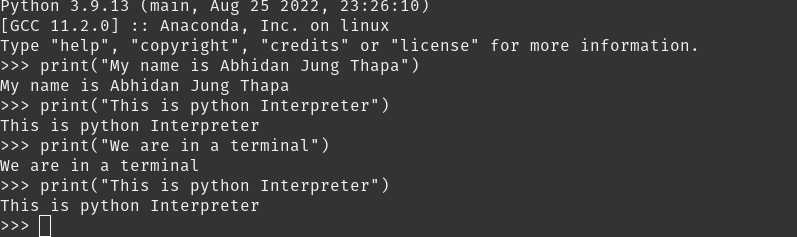 Python 3.9.13 (main, Aug 25 2022, 23:26:10)
[GCC 11.2.0] :: Anaconda, Inc. on linux
Type "help", "copyright", "credits" or "license" for more information.
>>> print("My name is Abhidan Jung Thapa")
My name is Abhidan Jung Thapa
>>> print("This is python Interpreter")
This is python Interpreter
>>> print("We are in a terminal")
We are in a terminal
>>> print("This is python Interpreter")
This is python Interpreter
>>>